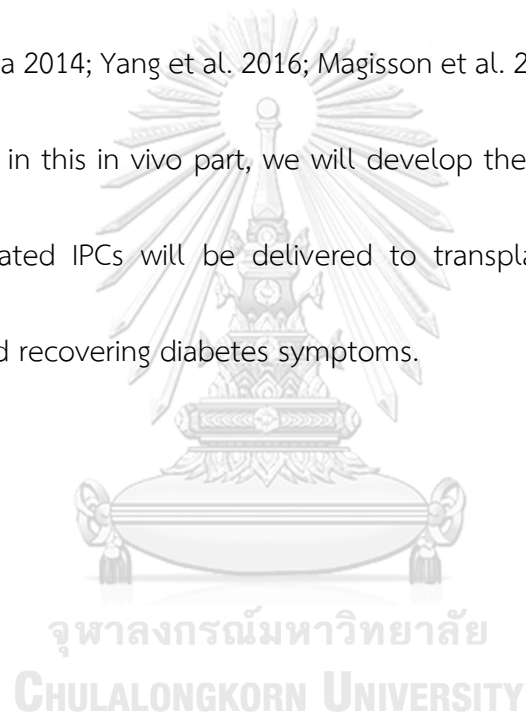 a 2014; Yang et al. 2016; Magisson et al. 2
in this in vivo part, we will develop the
ated IPCs will be delivered to transpla
d recovering diabetes symptoms.
จุฬาลงกรณ์มหาวิทยาลัย
CHULALONGKORN UNIVERSITY